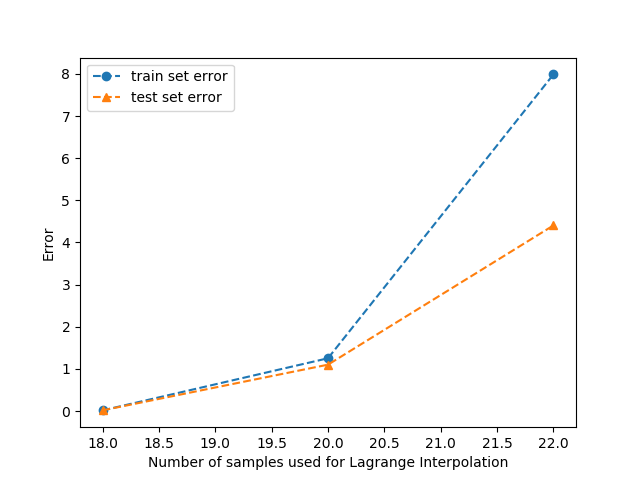 train set error
test set error
8
7
6
5
4
3
2
1
0
Error
18.0 18.5 19.0 19.5 20.0 20.5 21.0 21.5 22.0
Number of samples used for Lagrange Interpolation